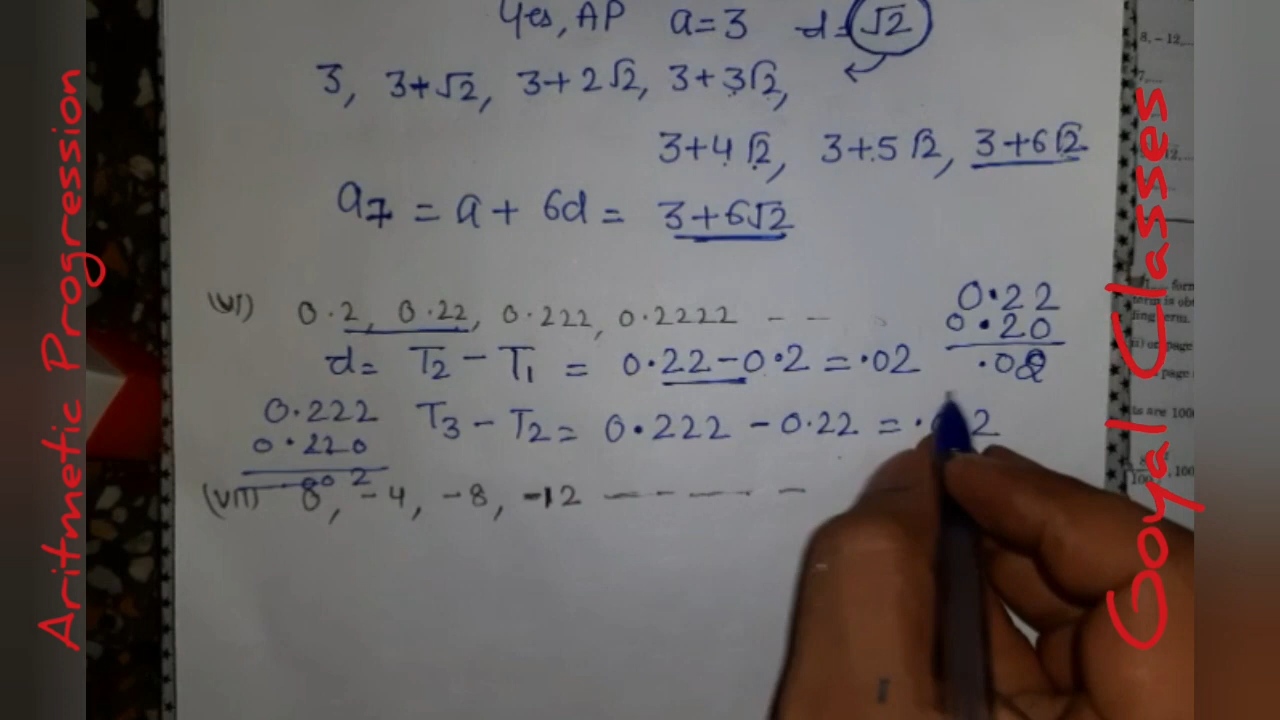 Yes, AP a=3 d=√2
3, 3+√2, 3+2√2, 3+3√2,
3+4√2, 3+5√2, 3+6√2
a7 = a + 6d = 3+6√2
(VI) 0.2, 0.22, 0.222, 0.2222 - -
0.22
0.20
.02
d= T2 - T1 = 0.22-0.2 = .02
0.222
0.220
.002
T3 - T2 = 0.222 - 0.22 =
(VII) 0, -4, -8, -12 - - - - -
Aritmetic Progression
Goyal Classes
8, -12,...